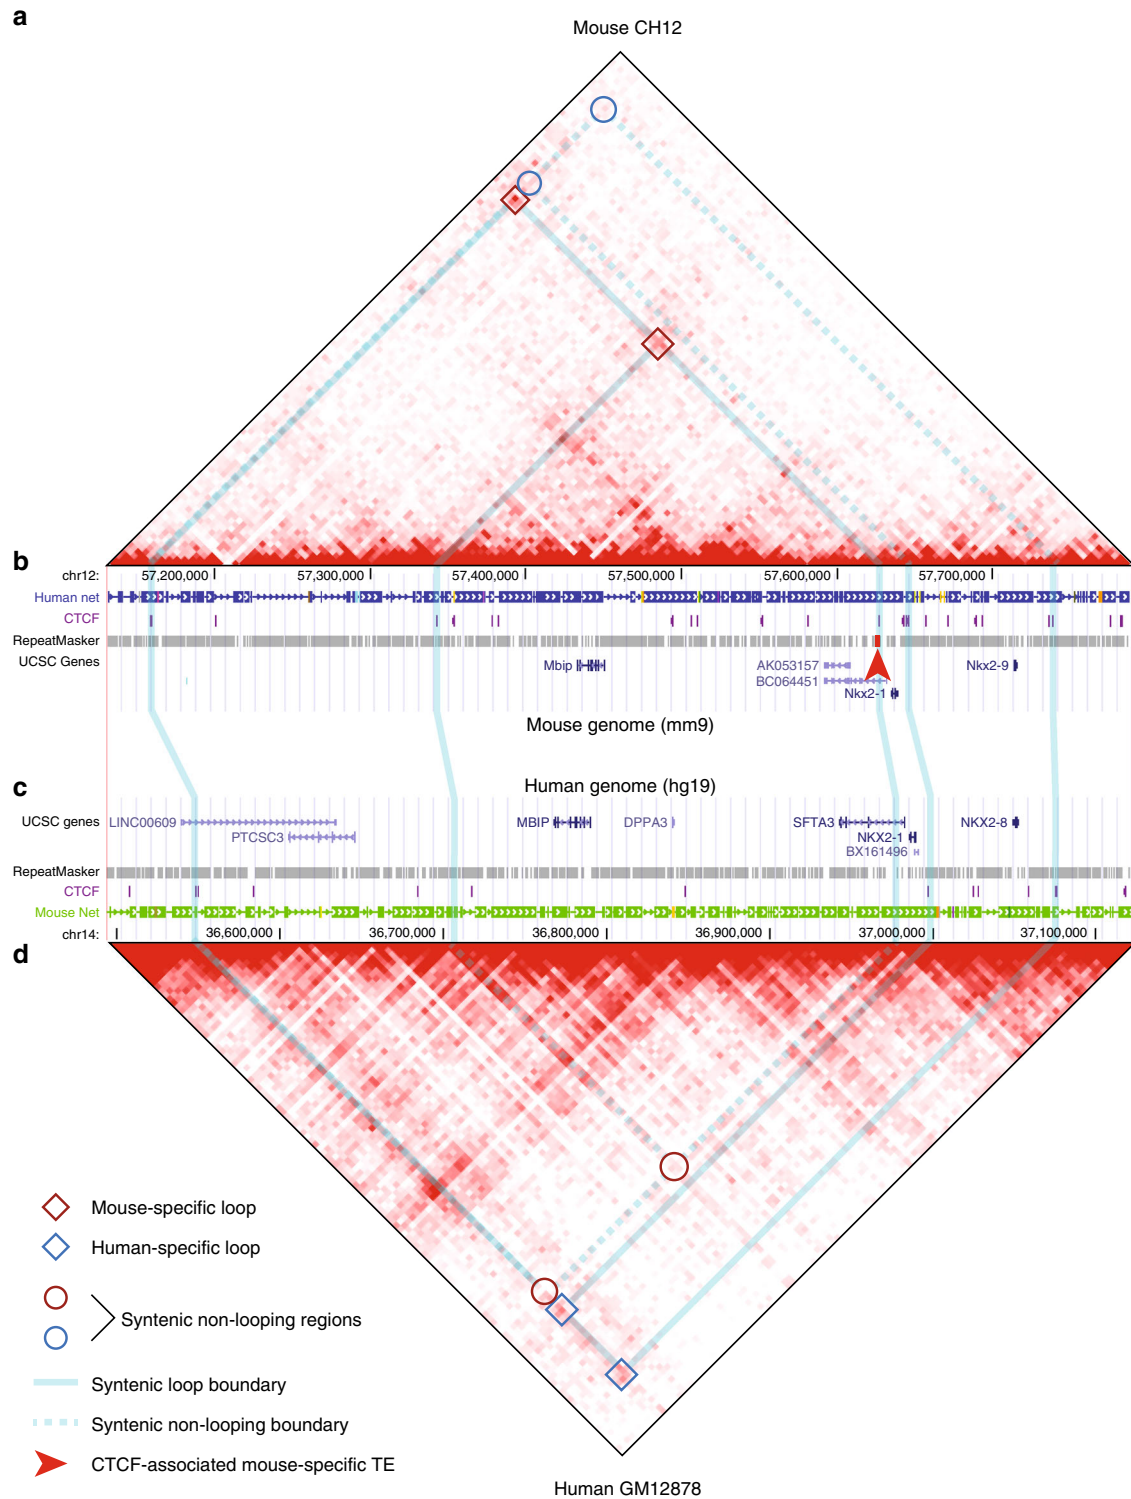 a
Mouse CH12
b
chr12: 57,200,000 57,300,000 57,400,000 57,500,000 57,600,000 57,700,000
Human net
CTCF
RepeatMasker
UCSC Genes Mbip AK053157 Nkx2-9
BC064451
Nkx2-1
Mouse genome (mm9)
c
Human genome (hg19)
UCSC genes LINC00609 MBIP DPPA3 SFTA3 NKX2-8
PTCSC3 NKX2-1
BX161496
RepeatMasker
CTCF
Mouse Net
chr14: 36,600,000 36,700,000 36,800,000 36,900,000 37,000,000 37,100,000
d
Mouse-specific loop
Human-specific loop
Syntenic non-looping regions
Syntenic loop boundary
Syntenic non-looping boundary
CTCF-associated mouse-specific TE
Human GM12878